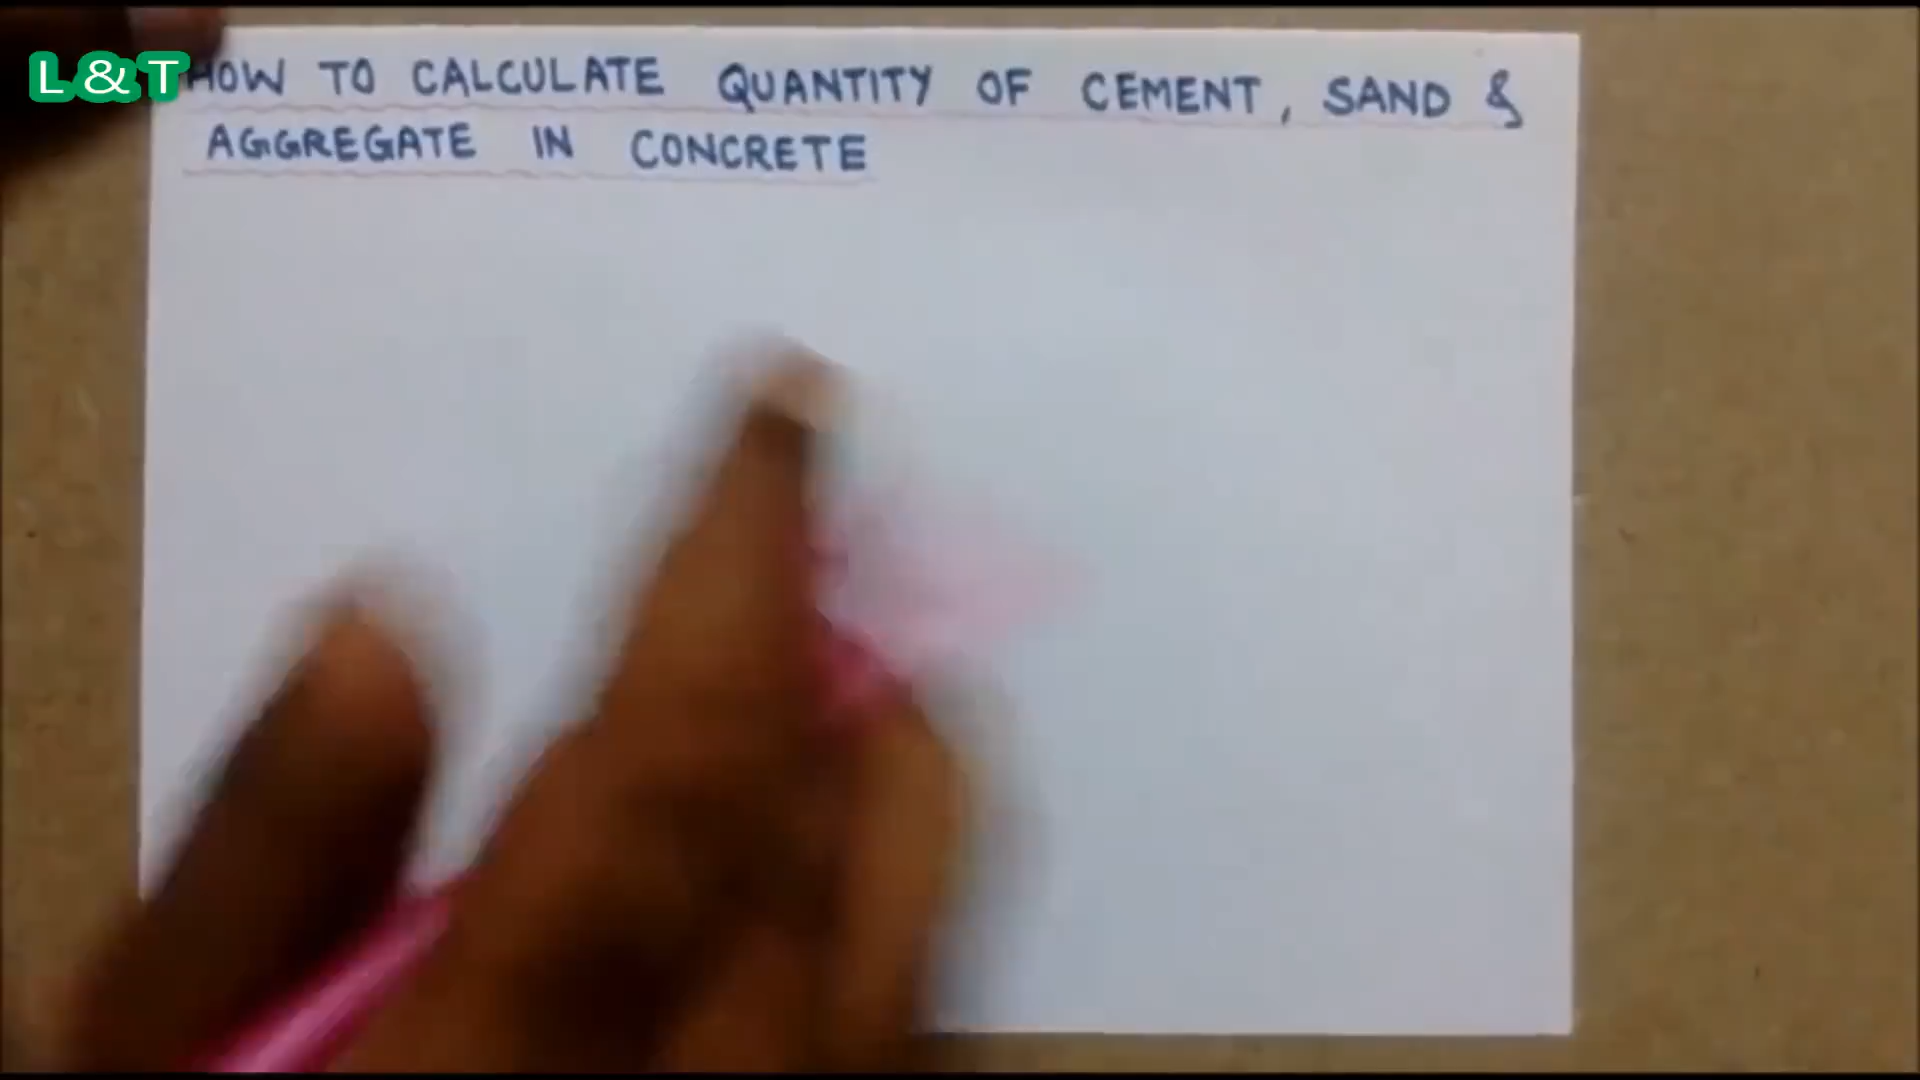 L&T
HOW TO CALCULATE QUANTITY OF CEMENT, SAND &
AGGREGATE IN CONCRETE